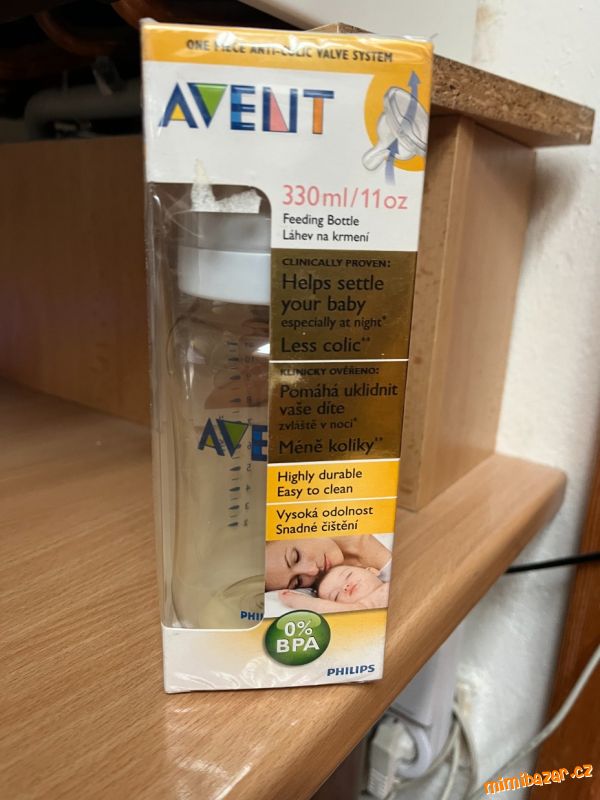 ONE PIECE ANTI-COLIC VALVE SYSTEM
AVENT
330ml/11oz
Feeding Bottle
Láhev na krmení
CLINICALLY PROVEN:
Helps settle
your baby
especially at night*
Less colic**
KLINICKY OVĚŘENO:
Pomáhá uklidnit
vaše díte
zvláště v noci*
Méně koliky**
AVE
Highly durable
Easy to clean
Vysoká odolnost
Snadné čištění
PHI
0%
BPA
PHILIPS
mimibazar.cz